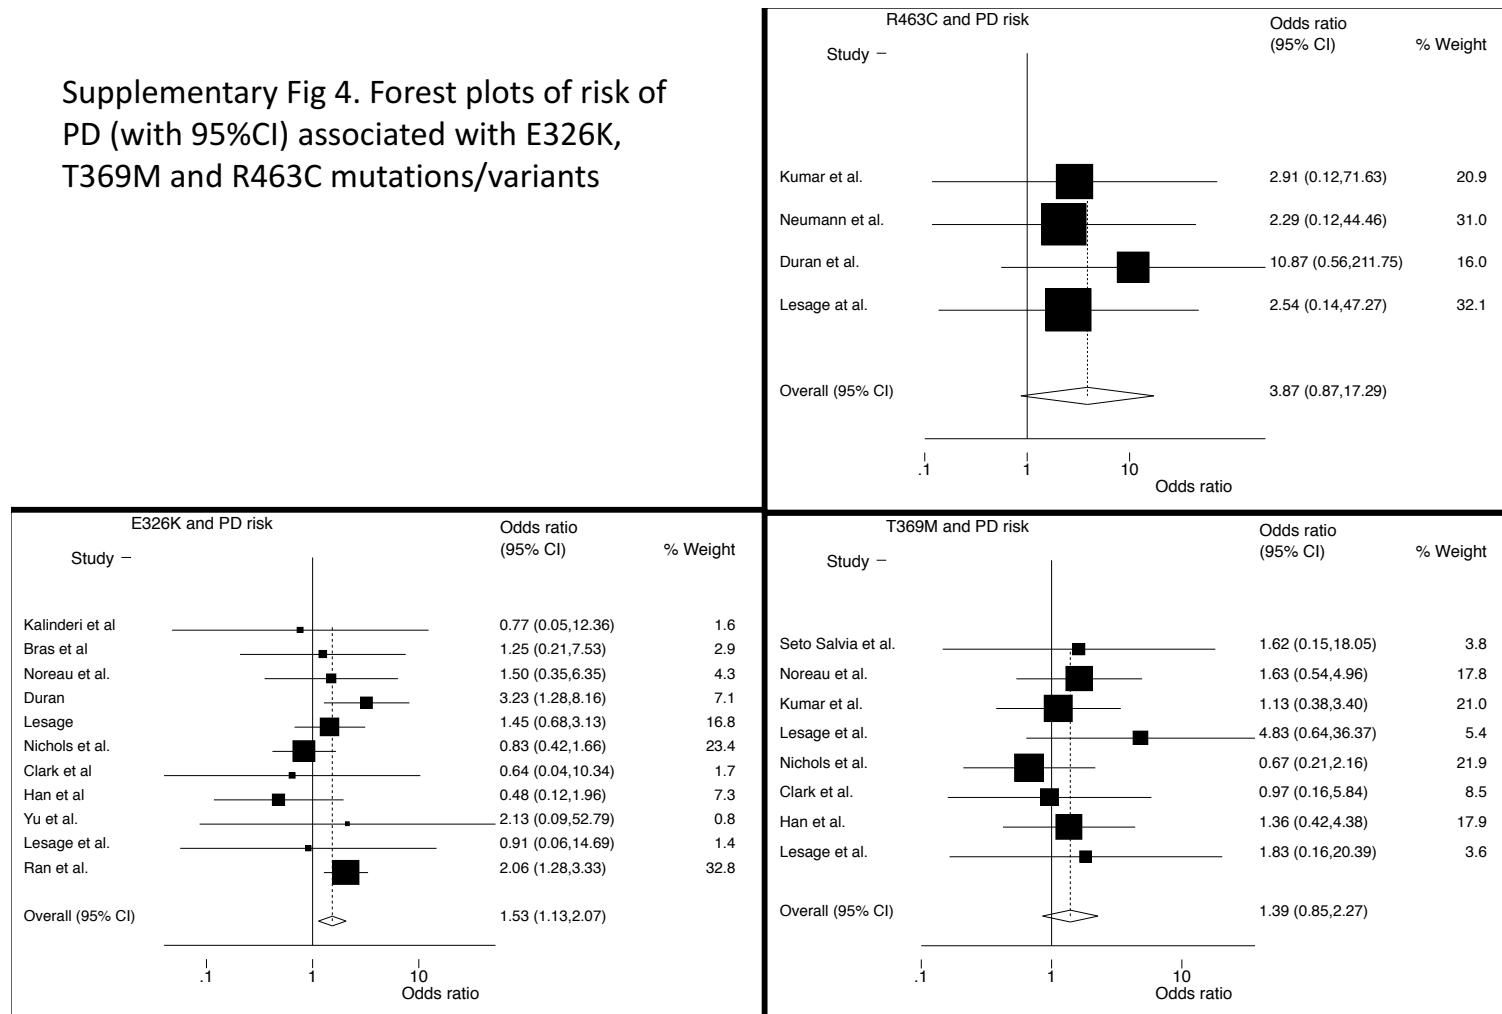 Supplementary Fig 4. Forest plots of risk of
PD (with 95%CI) associated with E326K,
T369M and R463C mutations/variants
R463C and PD risk
Odds ratio
(95% CI) % Weight
Study
Kumar et al. 2.91 (0.12,71.63) 20.9
Neumann et al. 2.29 (0.12,44.46) 31.0
Duran et al. 10.87 (0.56,211.75) 16.0
Lesage at al. 2.54 (0.14,47.27) 32.1
Overall (95% CI) 3.87 (0.87,17.29)
.1 1 10
Odds ratio
E326K and PD risk
Odds ratio
(95% CI) % Weight
Study
Kalinderi et al 0.77 (0.05,12.36) 1.6
Bras et al 1.25 (0.21,7.53) 2.9
Noreau et al. 1.50 (0.35,6.35) 4.3
Duran 3.23 (1.28,8.16) 7.1
Lesage 1.45 (0.68,3.13) 16.8
Nichols et al. 0.83 (0.42,1.66) 23.4
Clark et al 0.64 (0.04,10.34) 1.7
Han et al 0.48 (0.12,1.96) 7.3
Yu et al. 2.13 (0.09,52.79) 0.8
Lesage et al. 0.91 (0.06,14.69) 1.4
Ran et al. 2.06 (1.28,3.33) 32.8
Overall (95% CI) 1.53 (1.13,2.07)
.1 1 10
Odds ratio
T369M and PD risk
Odds ratio
(95% CI) % Weight
Study
Seto Salvia et al. 1.62 (0.15,18.05) 3.8
Noreau et al. 1.63 (0.54,4.96) 17.8
Kumar et al. 1.13 (0.38,3.40) 21.0
Lesage et al. 4.83 (0.64,36.37) 5.4
Nichols et al. 0.67 (0.21,2.16) 21.9
Clark et al. 0.97 (0.16,5.84) 8.5
Han et al. 1.36 (0.42,4.38) 17.9
Lesage et al. 1.83 (0.16,20.39) 3.6
Overall (95% CI) 1.39 (0.85,2.27)
.1 1 10
Odds ratio